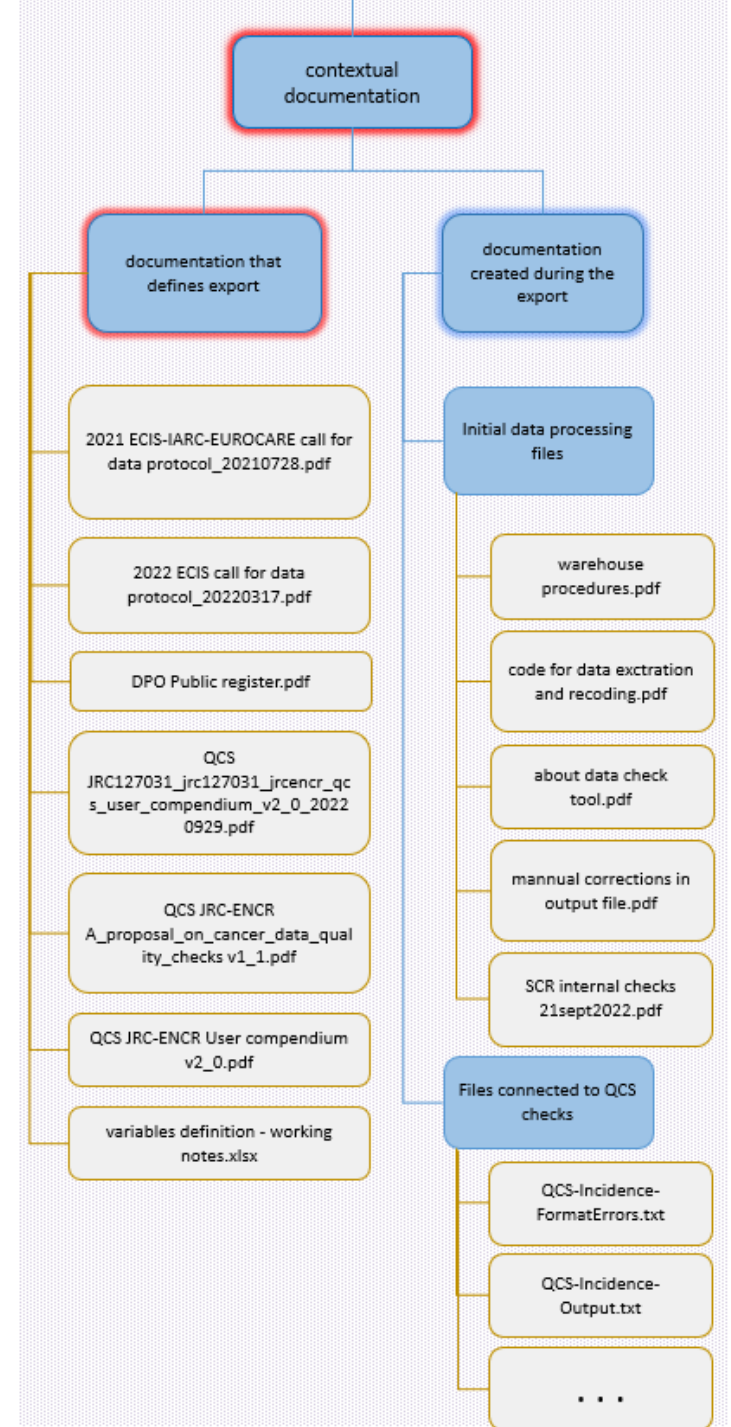 contextual
documentation
documentation that
defines export
2021 ECIS-IARC-EUROCARE call for
data protocol_20210728.pdf
2022 ECIS call for data
protocol_20220317.pdf
DPO Public register.pdf
QCS
JRC127031_jrc127031_jrcencr_qc
s_user_compendium_v2_0_2022
0929.pdf
QCS JRC-ENCR
A_proposal_on_cancer_data_qual
ity_checks v1_1.pdf
QCS JRC-ENCR User compendium
v2_0.pdf
variables definition - working
notes.xlsx
documentation
created during the
export
Initial data processing
files
warehouse
procedures.pdf
code for data exctration
and recoding.pdf
about data check
tool.pdf
mannual corrections in
output file.pdf
SCR internal checks
21sept2022.pdf
Files connected to QCS
checks
QCS-Incidence-
FormatErrors.txt
QCS-Incidence-
Output.txt
. . .